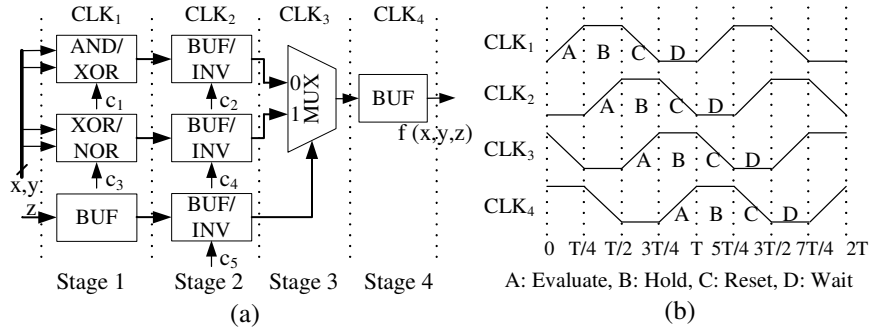 CLK1 CLK2 CLK3 CLK4
AND/
XOR
BUF/
INV
c1
c2
XOR/
NOR
BUF/
INV
c3
c4
x,y
z
BUF
BUF/
INV
c5
0
1
MUX
BUF
f (x,y,z)
Stage 1 Stage 2 Stage 3 Stage 4
(a)
CLK1 A B C D
CLK2 A B C D
CLK3 A B C D
CLK4 A B C D
0 T/4 T/2 3T/4 T 5T/4 3T/2 7T/4 2T
A: Evaluate, B: Hold, C: Reset, D: Wait
(b)